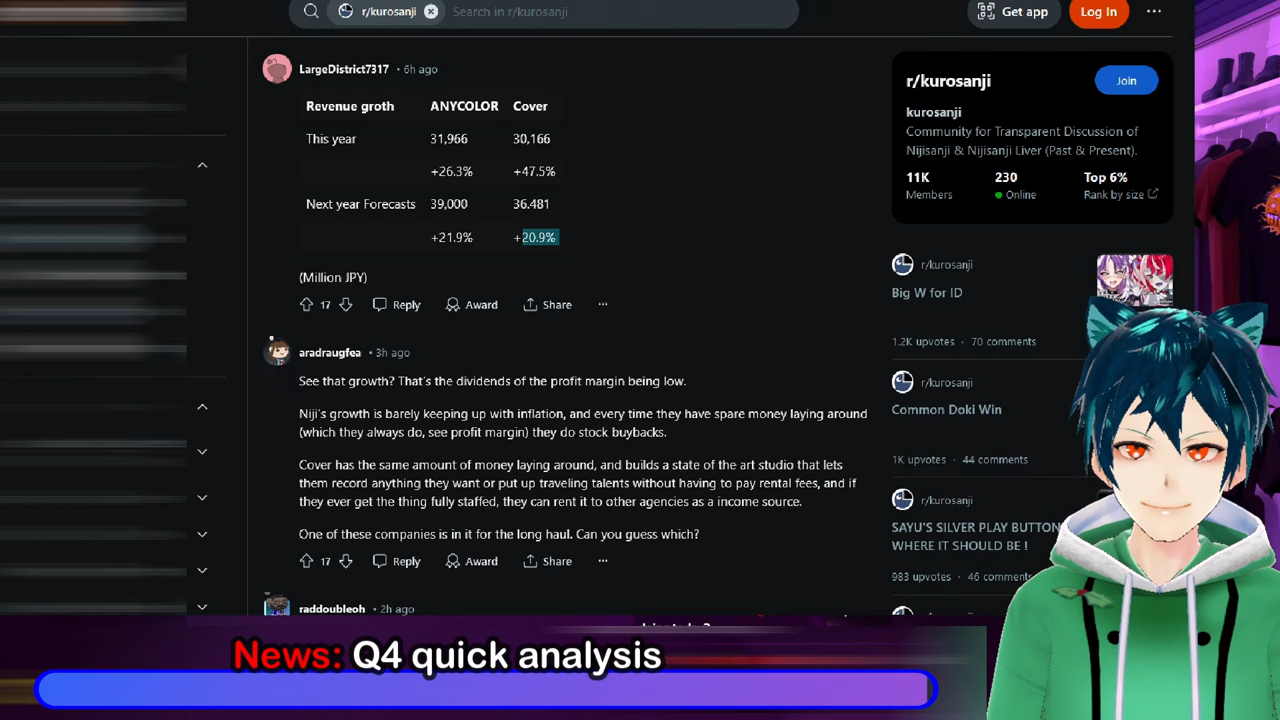 r/kurosanji
Search in r/kurosanji
Get app
Log In
LargeDistrict7317 • 6h ago
Revenue groth ANYCOLOR Cover
This year 31,966 30,166
+26.3% +47.5%
Next year Forecasts 39,000 36.481
+21.9% +20.9%
(Million JPY)
17 Reply Award Share
aradraugfea • 3h ago
See that growth? That's the dividends of the profit margin being low.
Niji's growth is barely keeping up with inflation, and every time they have spare money laying around
(which they always do, see profit margin) they do stock buybacks.
Cover has the same amount of money laying around, and builds a state of the art studio that lets
them record anything they want or put up traveling talents without having to pay rental fees, and if
they ever get the thing fully staffed, they can rent it to other agencies as a income source.
One of these companies is in it for the long haul. Can you guess which?
17 Reply Award Share
raddoubleoh • 2h ago
r/kurosanji
Join
kurosanji
Community for Transparent Discussion of
Nijisanji & Nijisanji Liver (Past & Present).
11K 230 Top 6%
Members Online Rank by size
r/kurosanji
Big W for ID
1.2K upvotes • 70 comments
r/kurosanji
Common Doki Win
1K upvotes • 44 comments
r/kurosanji
SAYU'S SILVER PLAY BUTTON
WHERE IT SHOULD BE !
983 upvotes • 46 comments
r/kurosanji
News: Q4 quick analysis